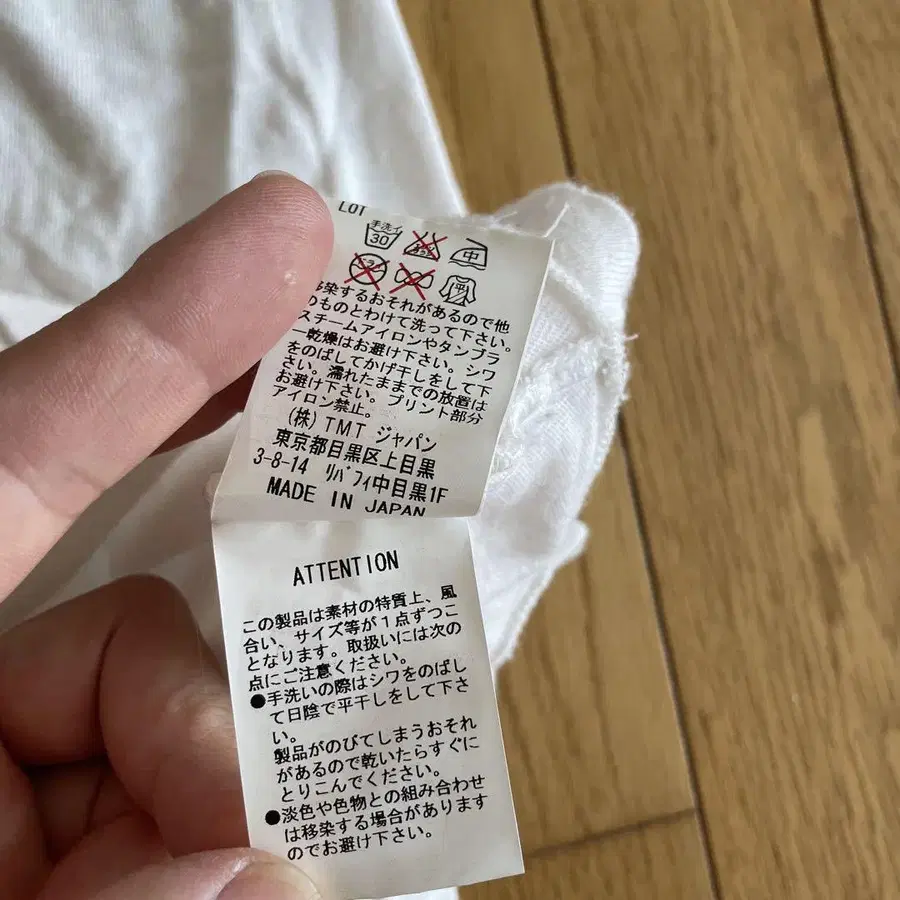 LOT
手洗イ
30
中
ドライ
平
移染するおそれがあるので他
のものとわけて洗って下さい。
スチームアイロンやタンブラ
ー乾燥はお避け下さい。シワ
をのばしてかげ干しをして下
さい。濡れたままでの放置は
お避け下さい。プリント部分
アイロン禁止。
(株)TMT ジャパン
東京都目黒区上目黒
3-8-14 リバフィ中目黒1F
MADE IN JAPAN
ATTENTION
この製品は素材の特質上、風
合い、サイズ等が1点ずつこ
となります。取扱いには次の
点にご注意ください。
●手洗いの際はシワをのばし
て日陰で平干しをして下さ
い。
製品がのびてしまうおそれ
があるので乾いたらすぐに
とりこんでください。
●淡色や色物との組み合わせ
は移染する場合があります
のでお避け下さい。